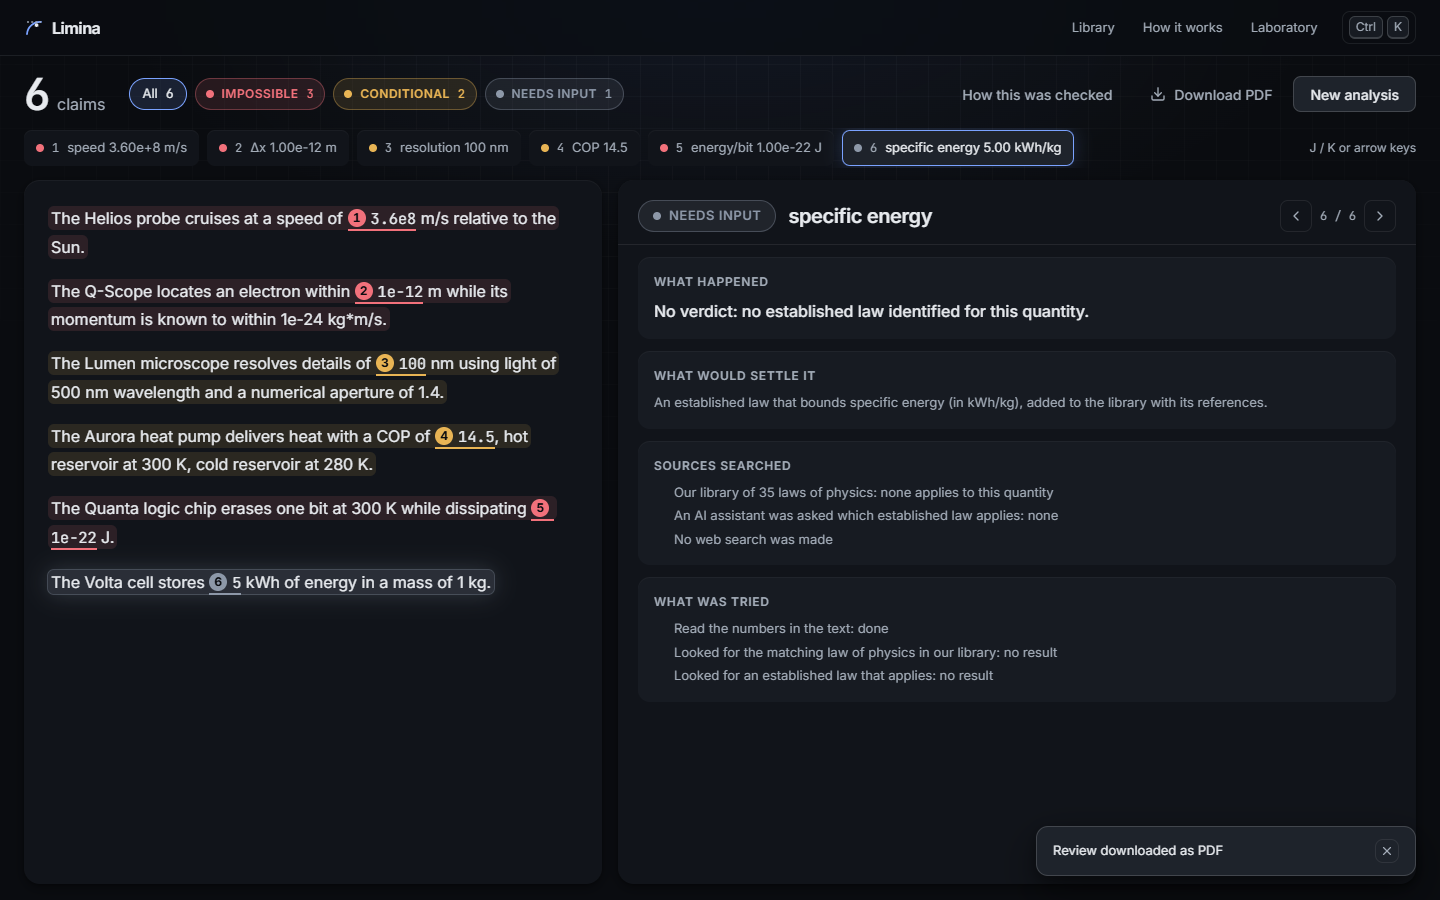 Limina
Library How it works Laboratory Ctrl K
6 claims All 6 IMPOSSIBLE 3 CONDITIONAL 2 NEEDS INPUT 1 How this was checked Download PDF New analysis
1 speed 3.60e+8 m/s 2 Δx 1.00e-12 m 3 resolution 100 nm 4 COP 14.5 5 energy/bit 1.00e-22 J 6 specific energy 5.00 kWh/kg J / K or arrow keys
The Helios probe cruises at a speed of 1 3.6e8 m/s relative to the
Sun.
The Q-Scope locates an electron within 2 1e-12 m while its
momentum is known to within 1e-24 kg*m/s.
The Lumen microscope resolves details of 3 100 nm using light of
500 nm wavelength and a numerical aperture of 1.4.
The Aurora heat pump delivers heat with a COP of 4 14.5, hot
reservoir at 300 K, cold reservoir at 280 K.
The Quanta logic chip erases one bit at 300 K while dissipating 5
1e-22 J.
The Volta cell stores 6 5 kWh of energy in a mass of 1 kg.
NEEDS INPUT specific energy 6 / 6
WHAT HAPPENED
No verdict: no established law identified for this quantity.
WHAT WOULD SETTLE IT
An established law that bounds specific energy (in kWh/kg), added to the library with its references.
SOURCES SEARCHED
Our library of 35 laws of physics: none applies to this quantity
An AI assistant was asked which established law applies: none
No web search was made
WHAT WAS TRIED
Read the numbers in the text: done
Looked for the matching law of physics in our library: no result
Looked for an established law that applies: no result
Review downloaded as PDF